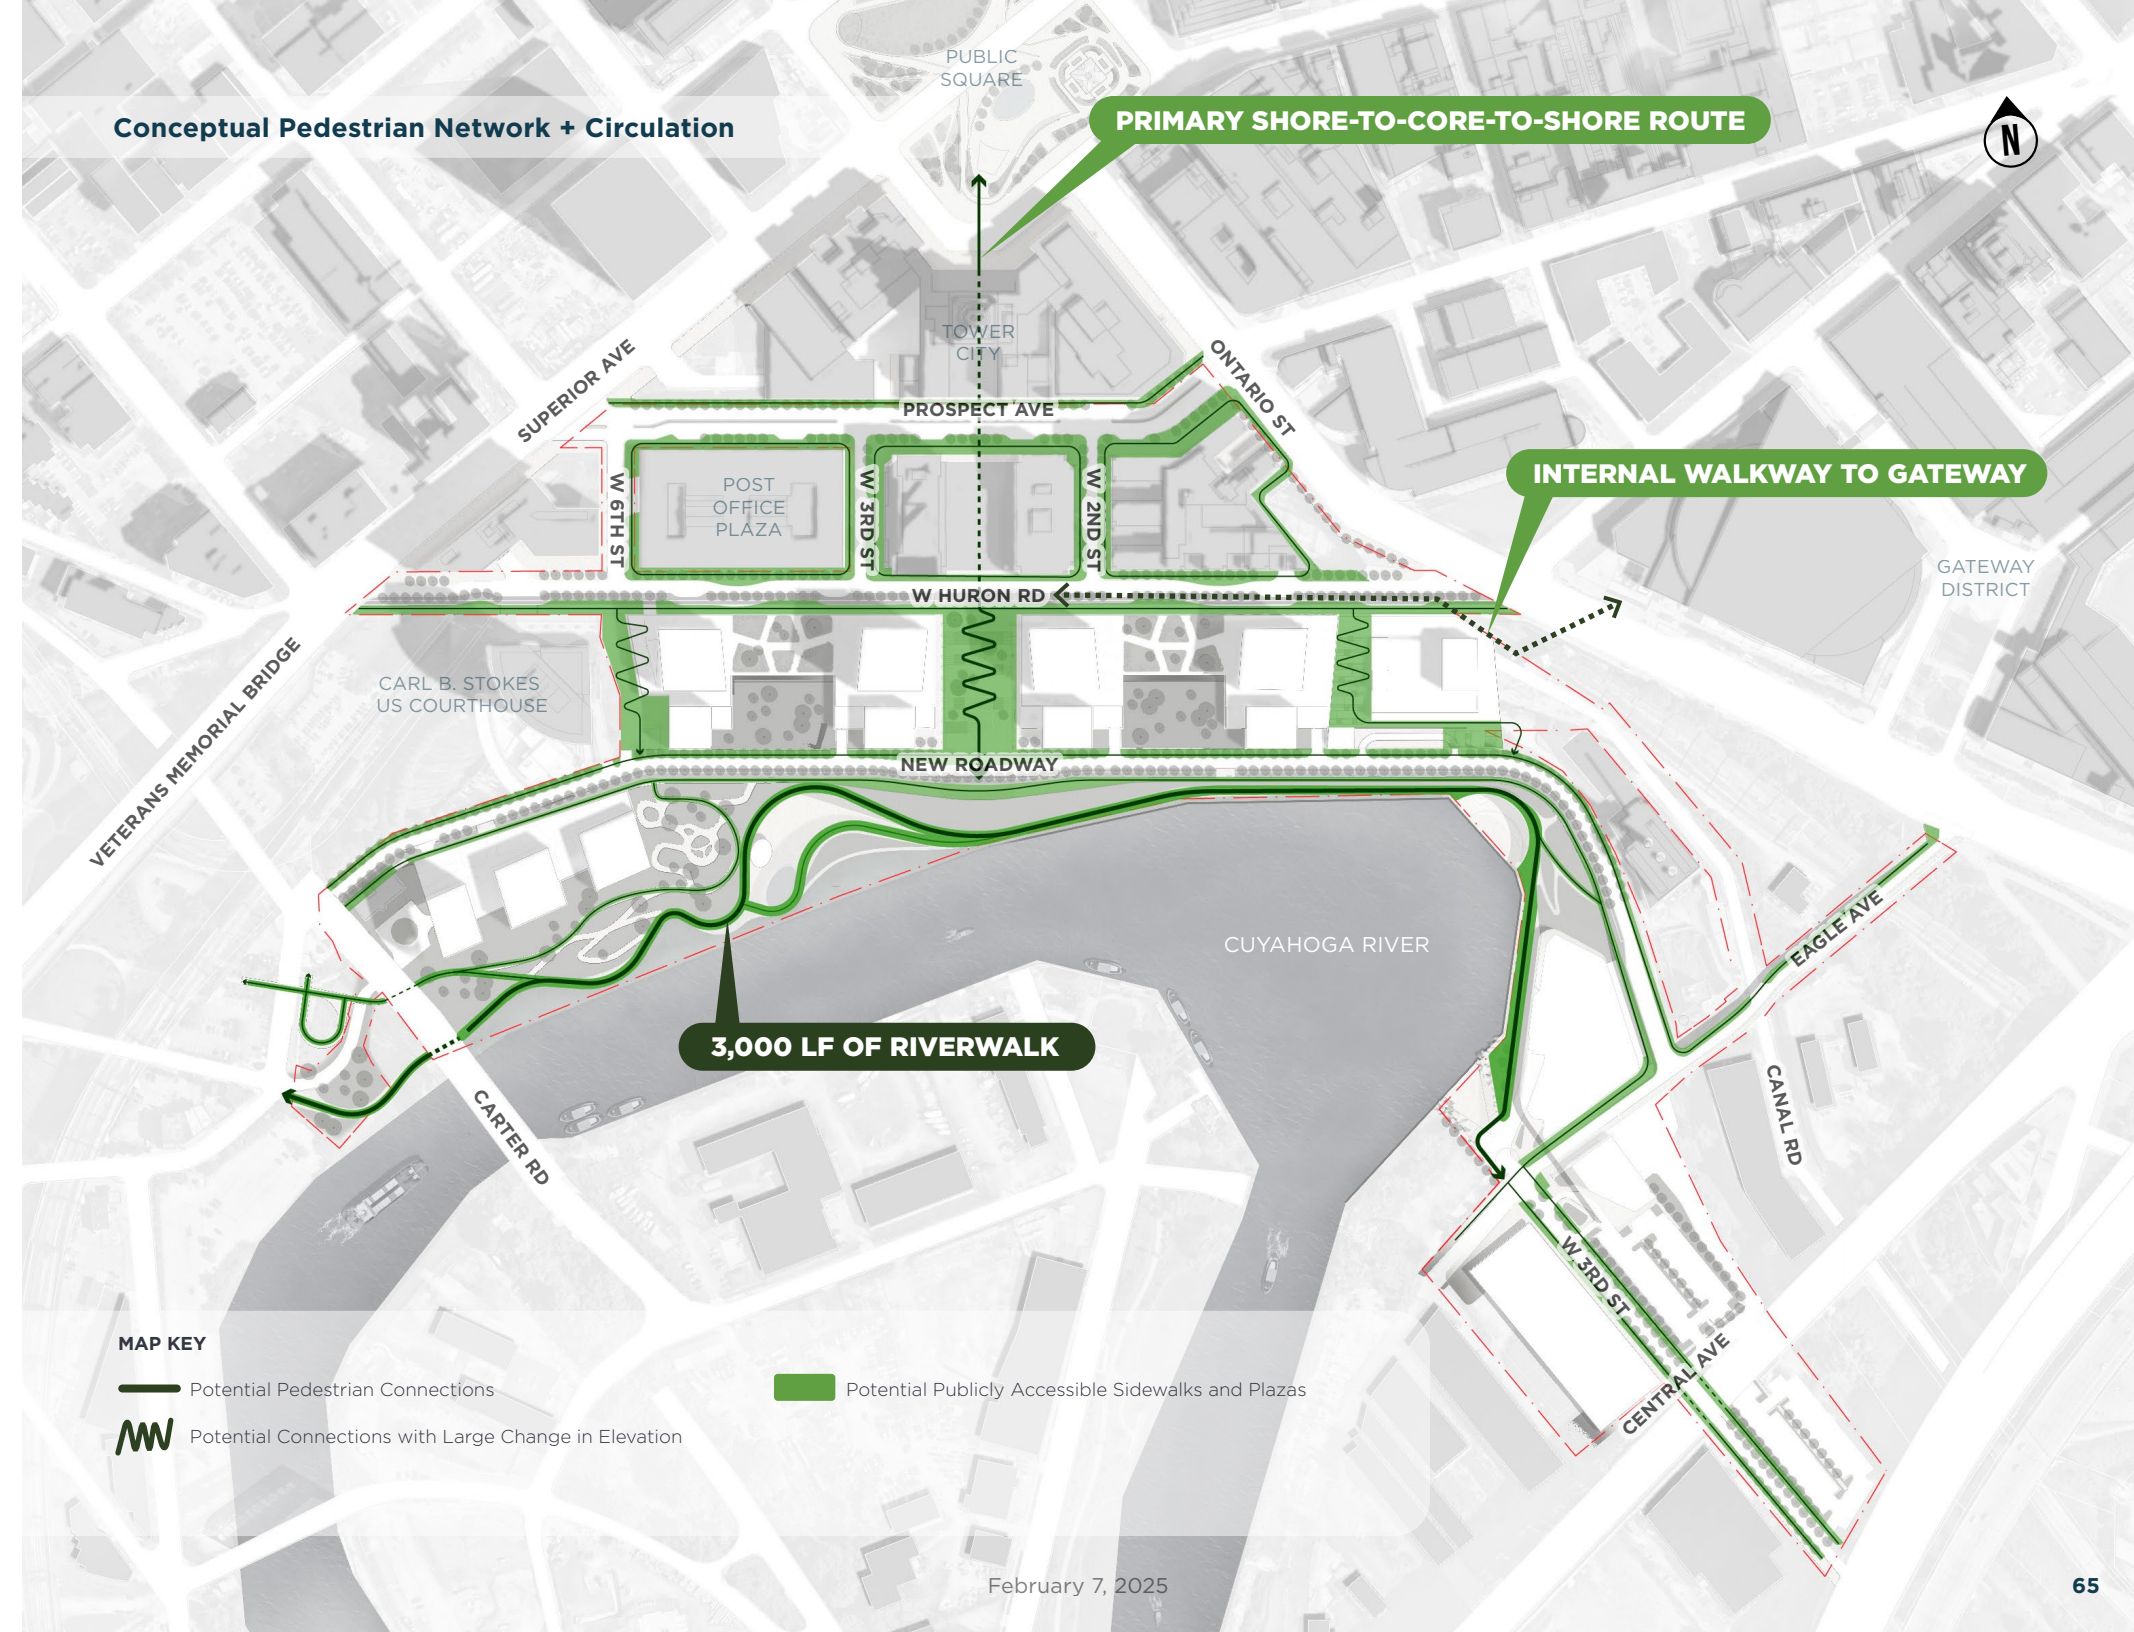 PUBLIC
SQUARE
Conceptual Pedestrian Network + Circulation
PRIMARY SHORE-TO-CORE-TO-SHORE ROUTE
N
TOWER
CITY
SUPERIOR AVE
ONTARIO ST
PROSPECT AVE
INTERNAL WALKWAY TO GATEWAY
W 6TH ST
POST
OFFICE
PLAZA
W 3RD ST
W 2ND ST
GATEWAY
DISTRICT
W HURON RD
VETERANS MEMORIAL BRIDGE
CARL B. STOKES
US COURTHOUSE
NEW ROADWAY
EAGLE AVE
CUYAHOGA RIVER
3,000 LF OF RIVERWALK
CARTER RD
CANAL RD
W 3RD ST
CENTRAL AVE
MAP KEY
Potential Pedestrian Connections
Potential Publicly Accessible Sidewalks and Plazas
Potential Connections with Large Change in Elevation
February 7, 2025
65